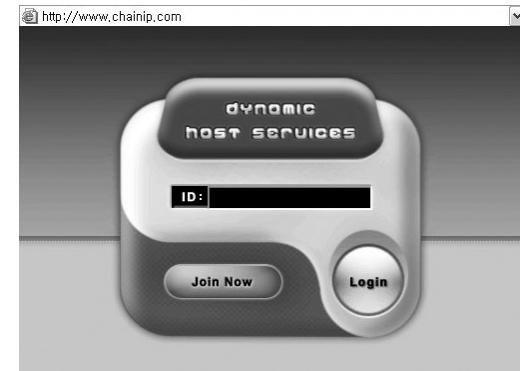 http://www.chainip.com
DYNAMIC
HOST SERVICES
ID:
Join Now
Login